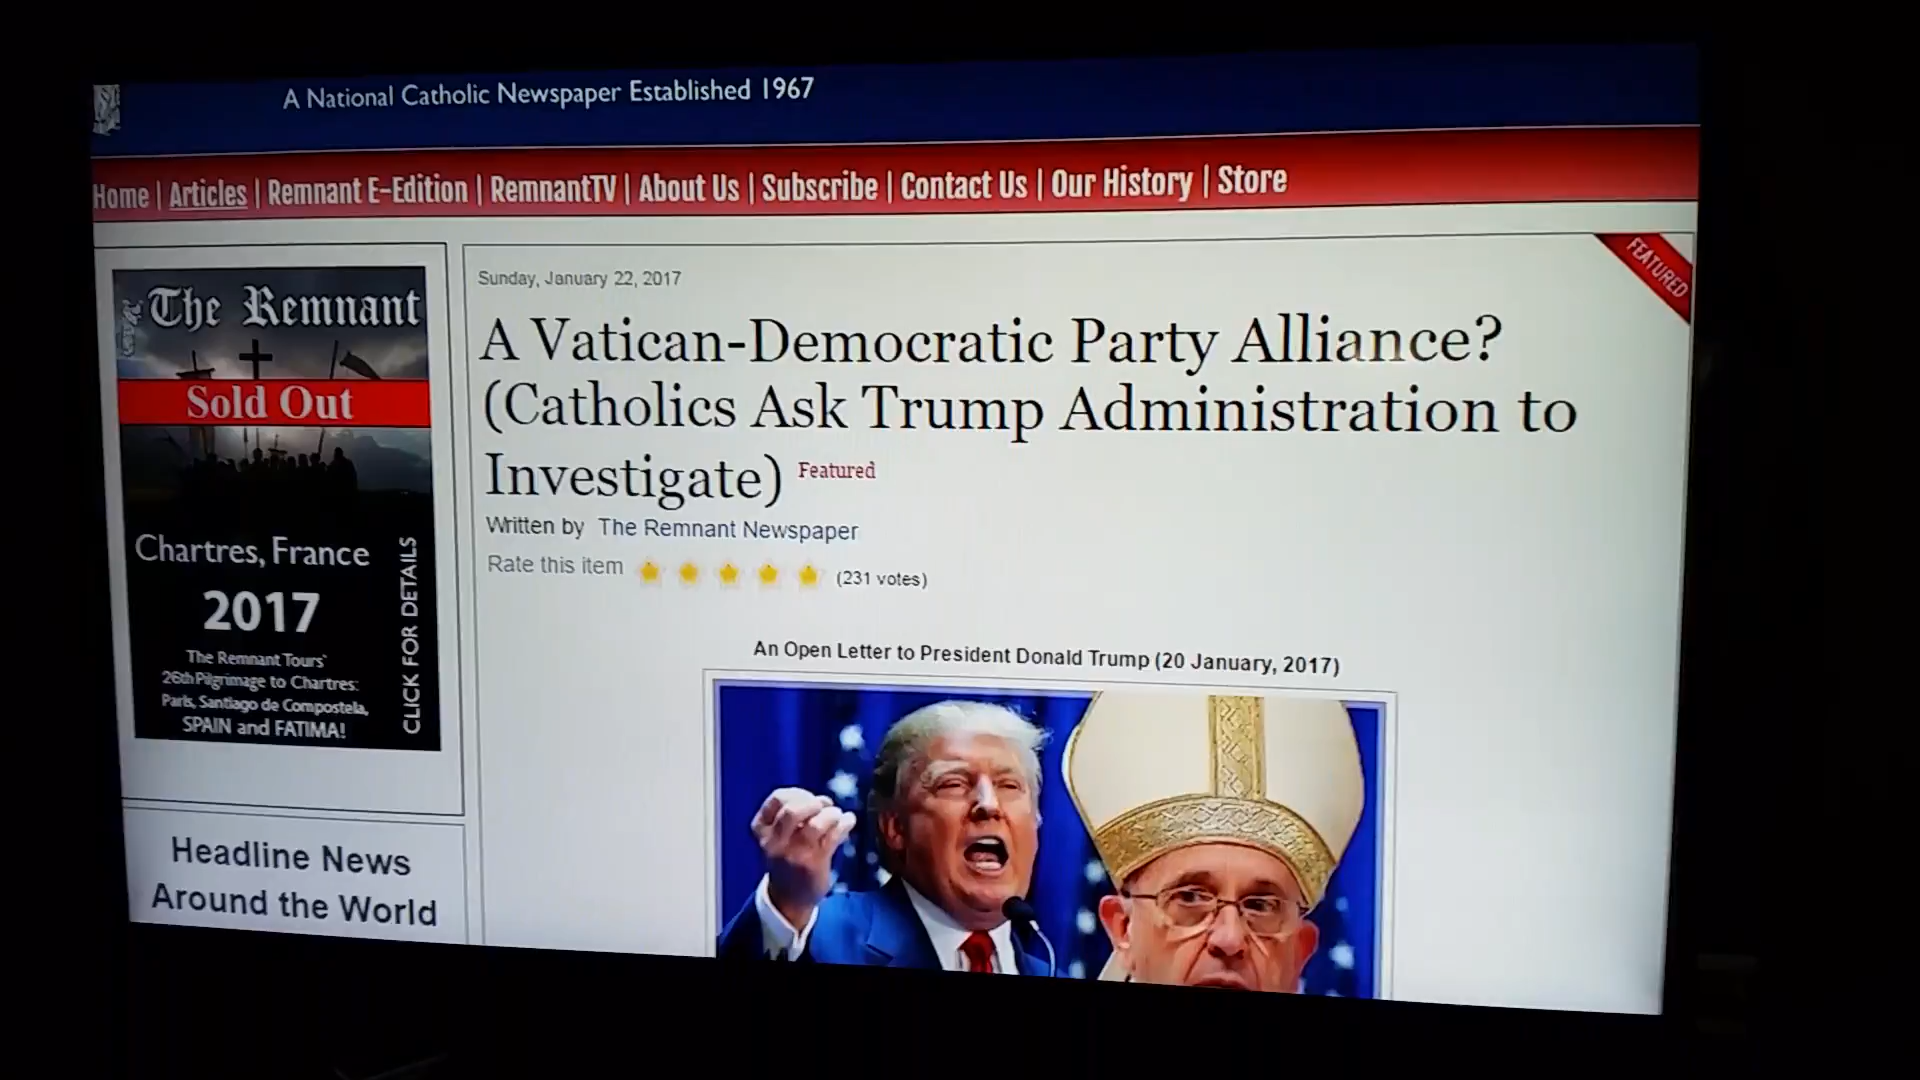 A National Catholic Newspaper Established 1967
Home | Articles | Remnant E-Edition | RemnantTV | About Us | Subscribe | Contact Us | Our History | Store
The Remnant
Sold Out
Chartres, France
2017
The Remnant Tours'
26th Pilgrimage to Chartres:
Paris, Santiago de Compostela,
SPAIN and FATIMA!
CLICK FOR DETAILS
Headline News
Around the World
FEATURED
Sunday, January 22, 2017
A Vatican-Democratic Party Alliance?
(Catholics Ask Trump Administration to
Investigate) Featured
Written by The Remnant Newspaper
Rate this item (231 votes)
An Open Letter to President Donald Trump (20 January, 2017)